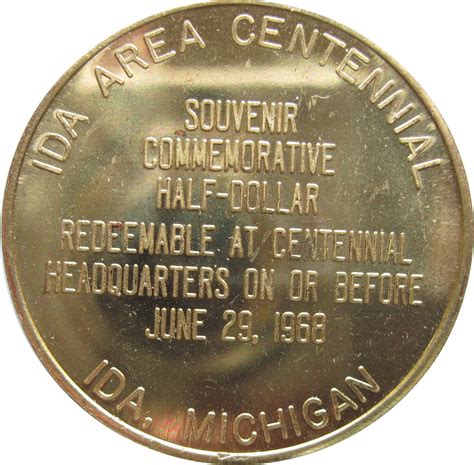 IDA AREA CENTENNIAL
SOUVENIR
COMMEMORATIVE
HALF-DOLLAR
REDEEMABLE AT CENTENNIAL
HEADQUARTERS ON OR BEFORE
JUNE 29, 1968
IDA, MICHIGAN